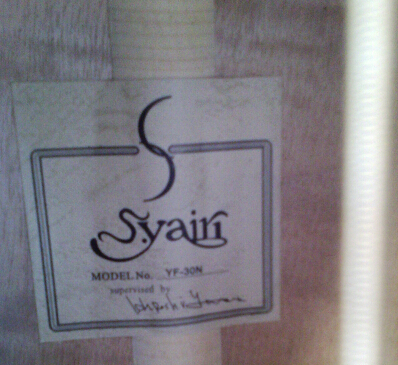 S.yairi
MODEL No. YF-30N
supervised by